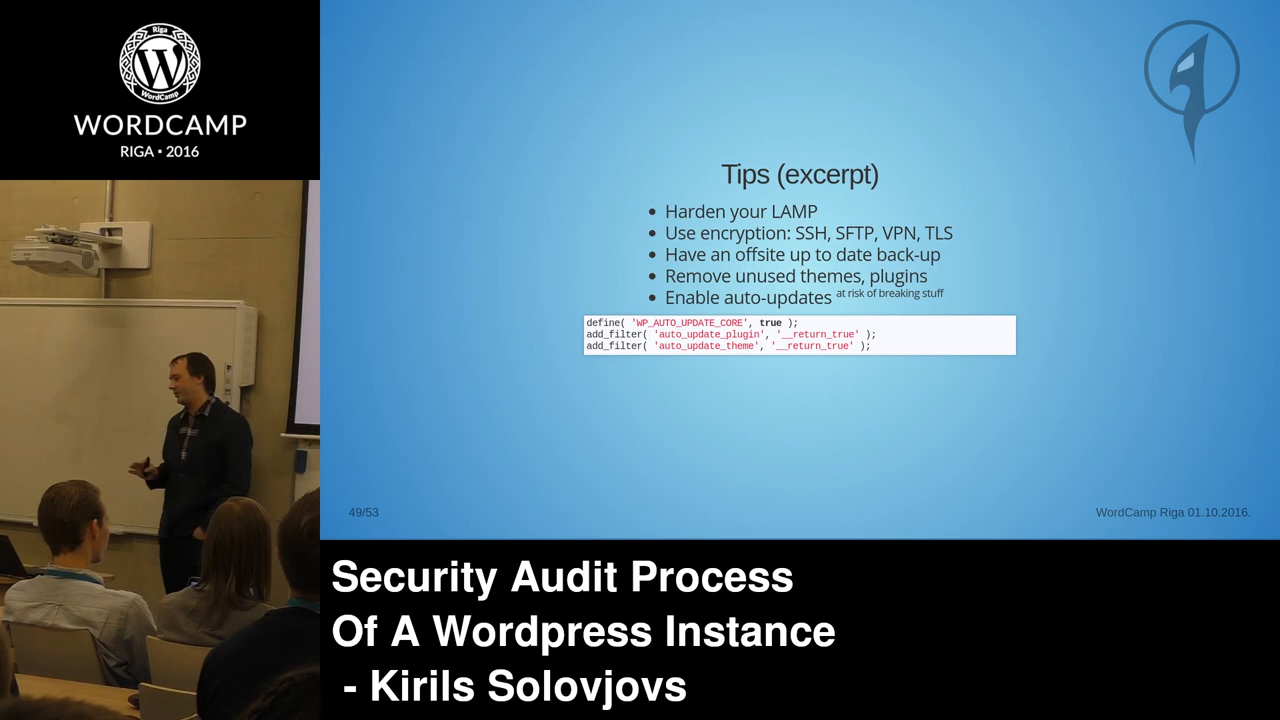 Riga
WordCamp
WORDCAMP
RIGA ▪ 2016
Tips (excerpt)
• Harden your LAMP
• Use encryption: SSH, SFTP, VPN, TLS
• Have an offsite up to date back-up
• Remove unused themes, plugins
• Enable auto-updates at risk of breaking stuff
define( 'WP_AUTO_UPDATE_CORE', true );
add_filter( 'auto_update_plugin', '__return_true' );
add_filter( 'auto_update_theme', '__return_true' );
49/53
WordCamp Riga 01.10.2016.
Security Audit Process
Of A Wordpress Instance
- Kirils Solovjovs